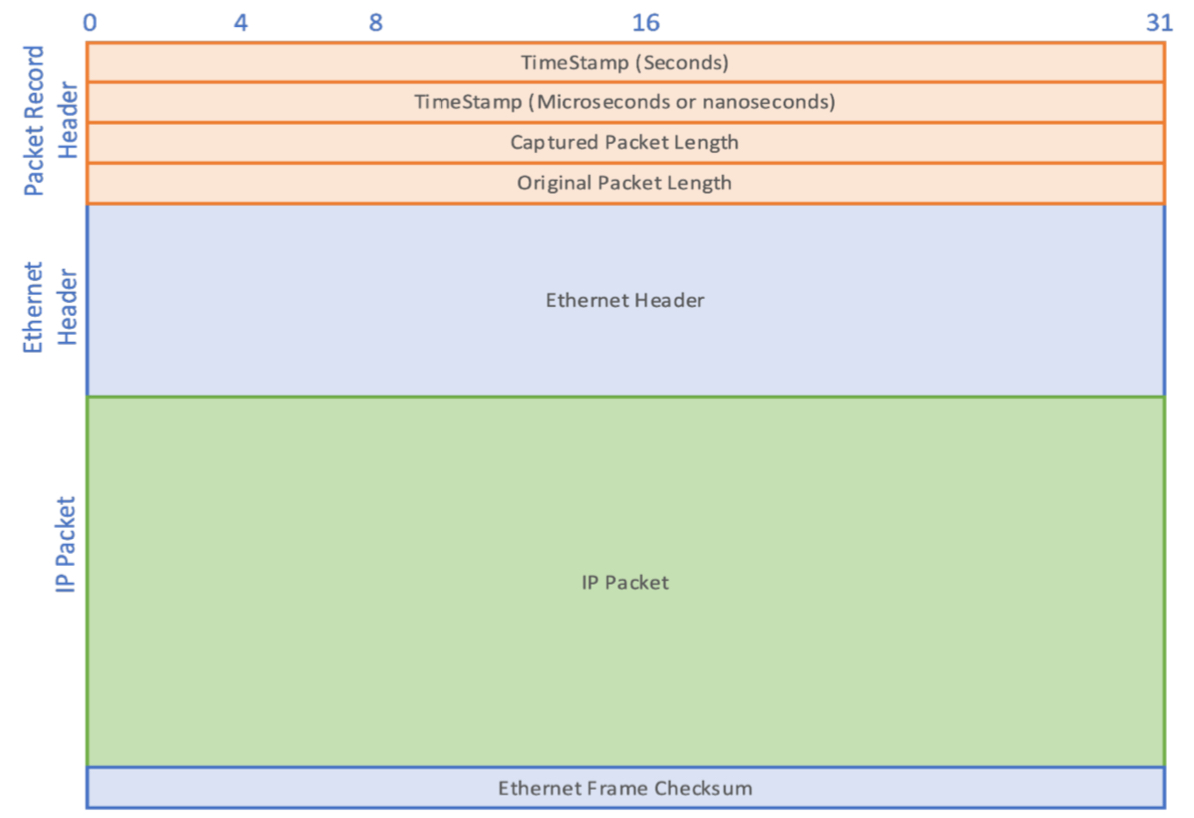 0 4 8 16 31
Packet Record
Header
TimeStamp (Seconds)
TimeStamp (Microseconds or nanoseconds)
Captured Packet Length
Original Packet Length
Ethernet
Header
Ethernet Header
IP Packet
IP Packet
Ethernet Frame Checksum